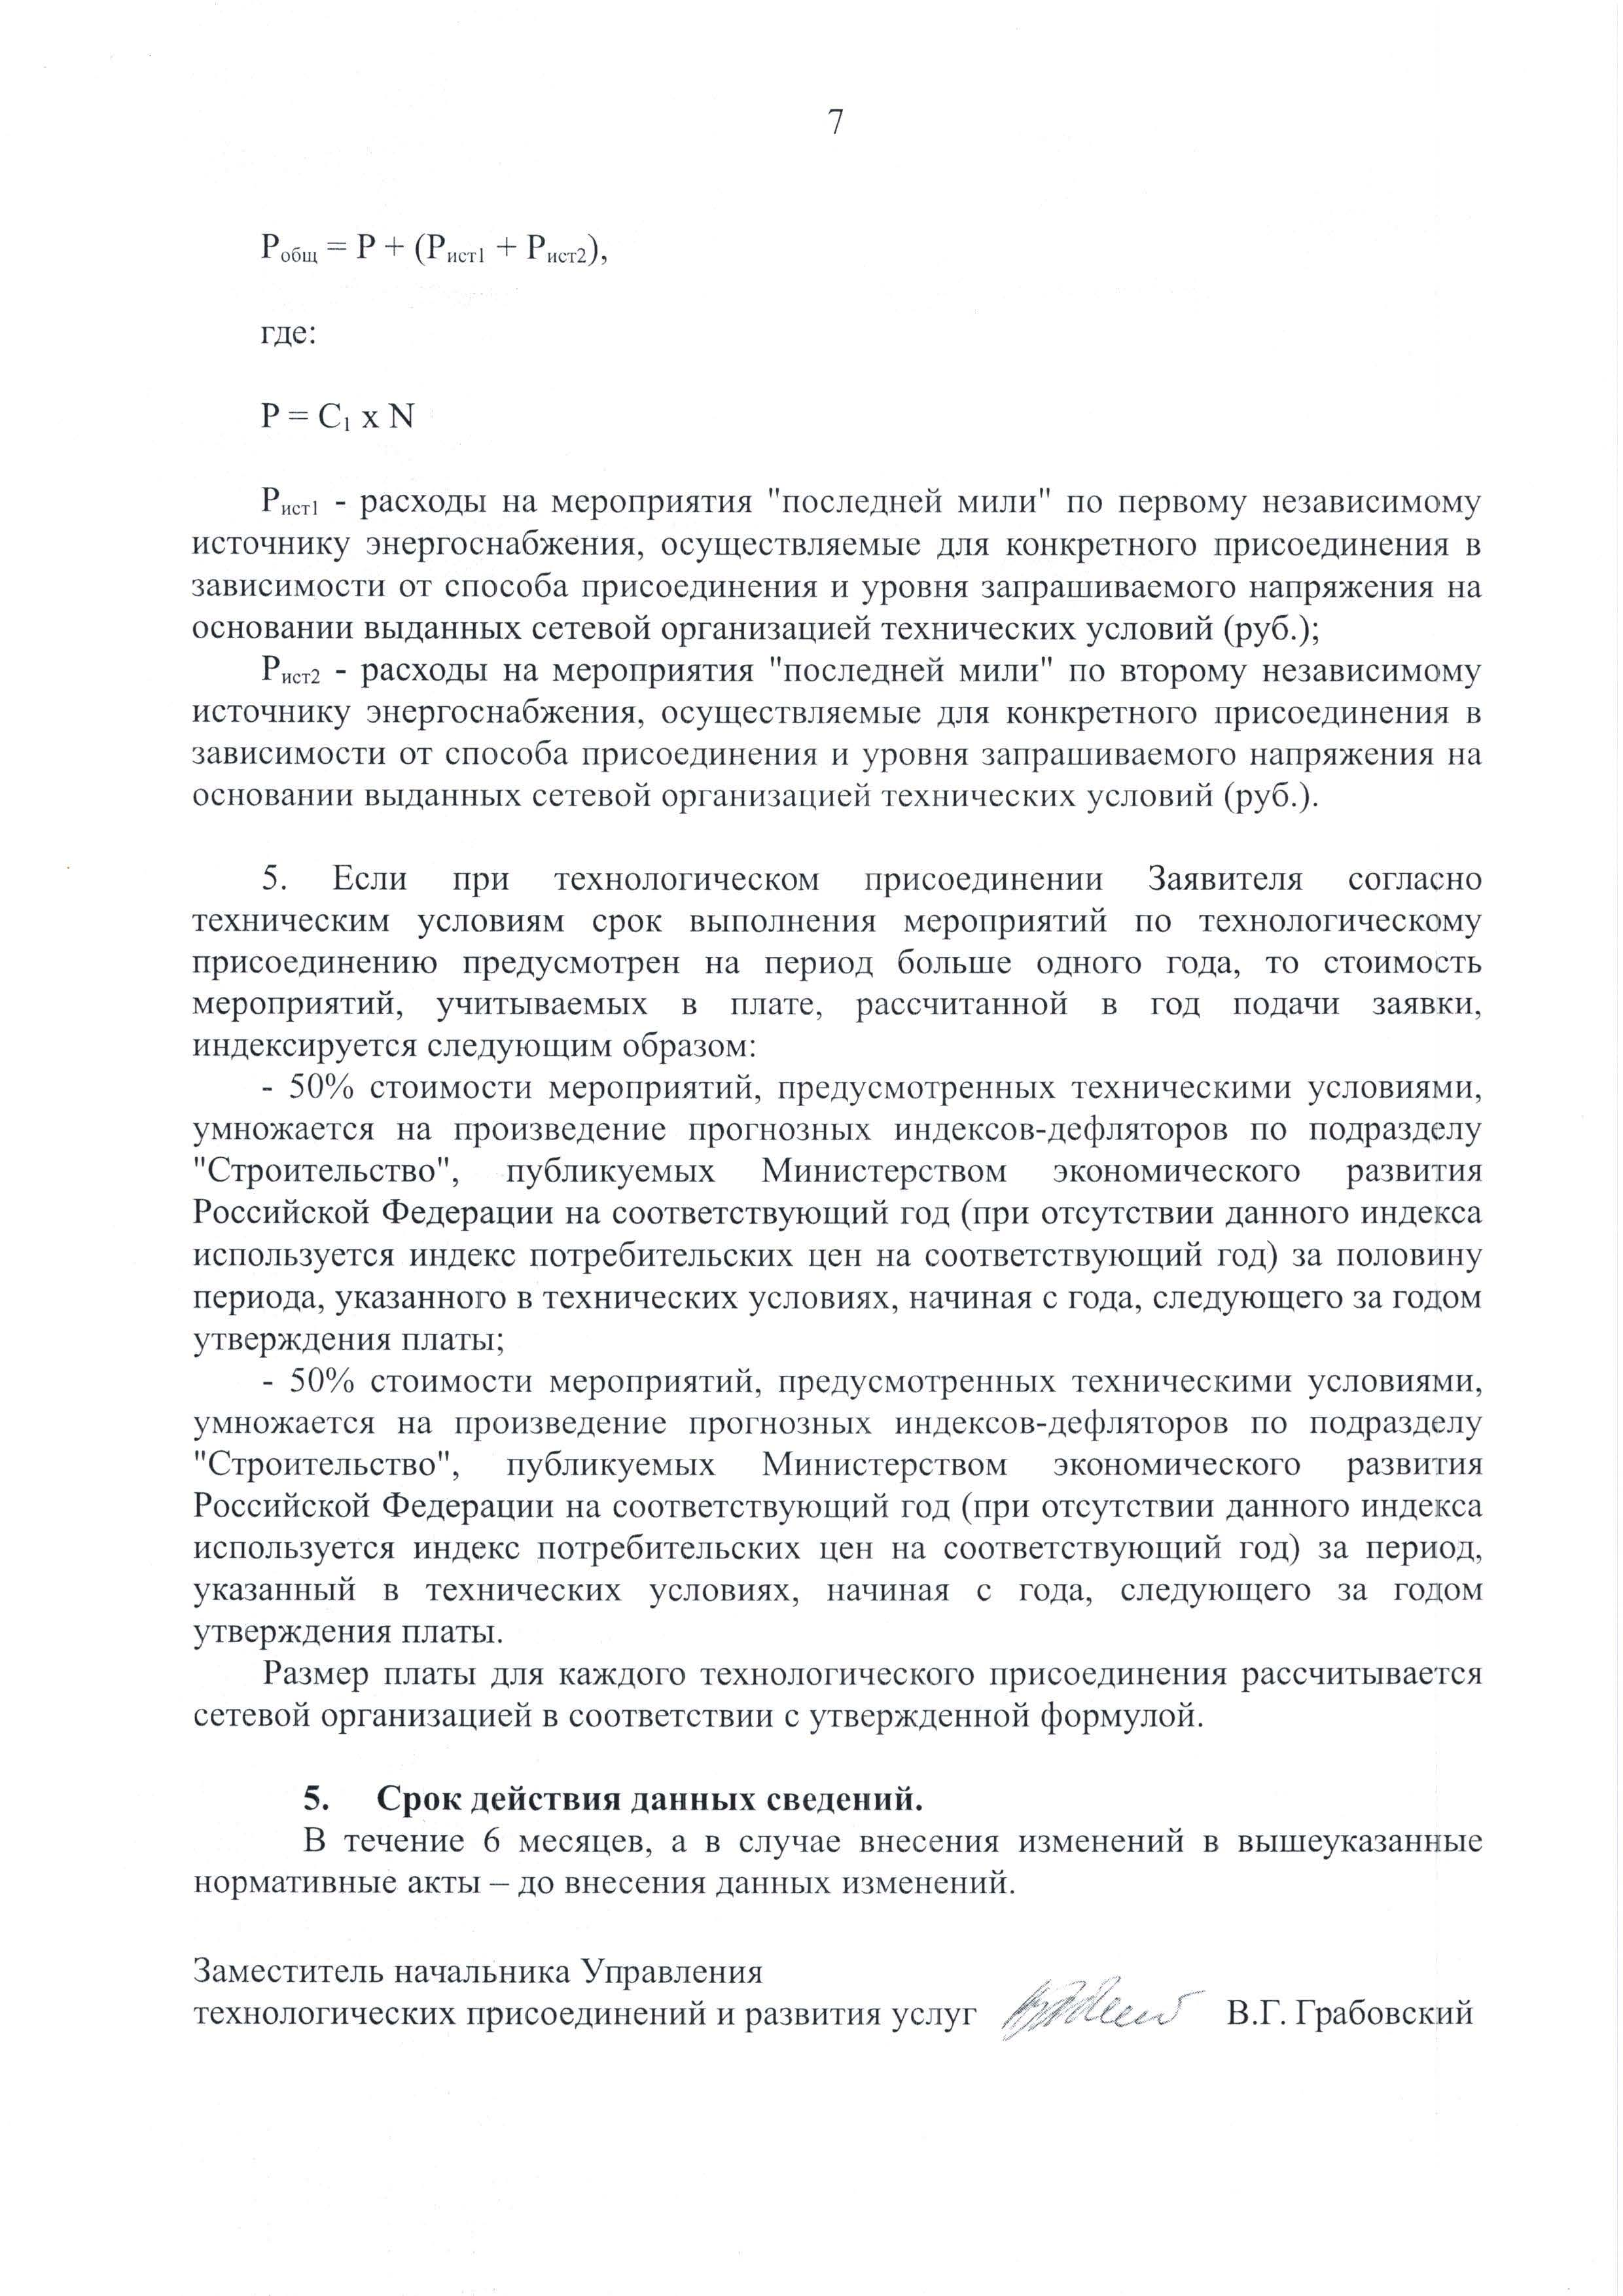 7
Робщ = Р + (Рист1 + Рист2),
где:
Р = С1 х N
Рист1 - расходы на мероприятия "последней мили" по первому независимому
источнику энергоснабжения, осуществляемые для конкретного присоединения в
зависимости от способа присоединения и уровня запрашиваемого напряжения на
основании выданных сетевой организацией технических условий (руб.);
Рист2 - расходы на мероприятия "последней мили" по второму независимому
источнику энергоснабжения, осуществляемые для конкретного присоединения в
зависимости от способа присоединения и уровня запрашиваемого напряжения на
основании выданных сетевой организацией технических условий (руб.).
5. Если при технологическом присоединении Заявителя согласно
техническим условиям срок выполнения мероприятий по технологическому
присоединению предусмотрен на период больше одного года, то стоимость
мероприятий, учитываемых в плате, рассчитанной в год подачи заявки,
индексируется следующим образом:
- 50% стоимости мероприятий, предусмотренных техническими условиями,
умножается на произведение прогнозных индексов-дефляторов по подразделу
"Строительство", публикуемых Министерством экономического развития
Российской Федерации на соответствующий год (при отсутствии данного индекса
используется индекс потребительских цен на соответствующий год) за половину
периода, указанного в технических условиях, начиная с года, следующего за годом
утверждения платы;
- 50% стоимости мероприятий, предусмотренных техническими условиями,
умножается на произведение прогнозных индексов-дефляторов по подразделу
"Строительство", публикуемых Министерством экономического развития
Российской Федерации на соответствующий год (при отсутствии данного индекса
используется индекс потребительских цен на соответствующий год) за период,
указанный в технических условиях, начиная с года, следующего за годом
утверждения платы.
Размер платы для каждого технологического присоединения рассчитывается
сетевой организацией в соответствии с утвержденной формулой.
5. Срок действия данных сведений.
В течение 6 месяцев, а в случае внесения изменений в вышеуказанные
нормативные акты – до внесения данных изменений.
Заместитель начальника Управления
технологических присоединений и развития услуг В.Г. Грабовский